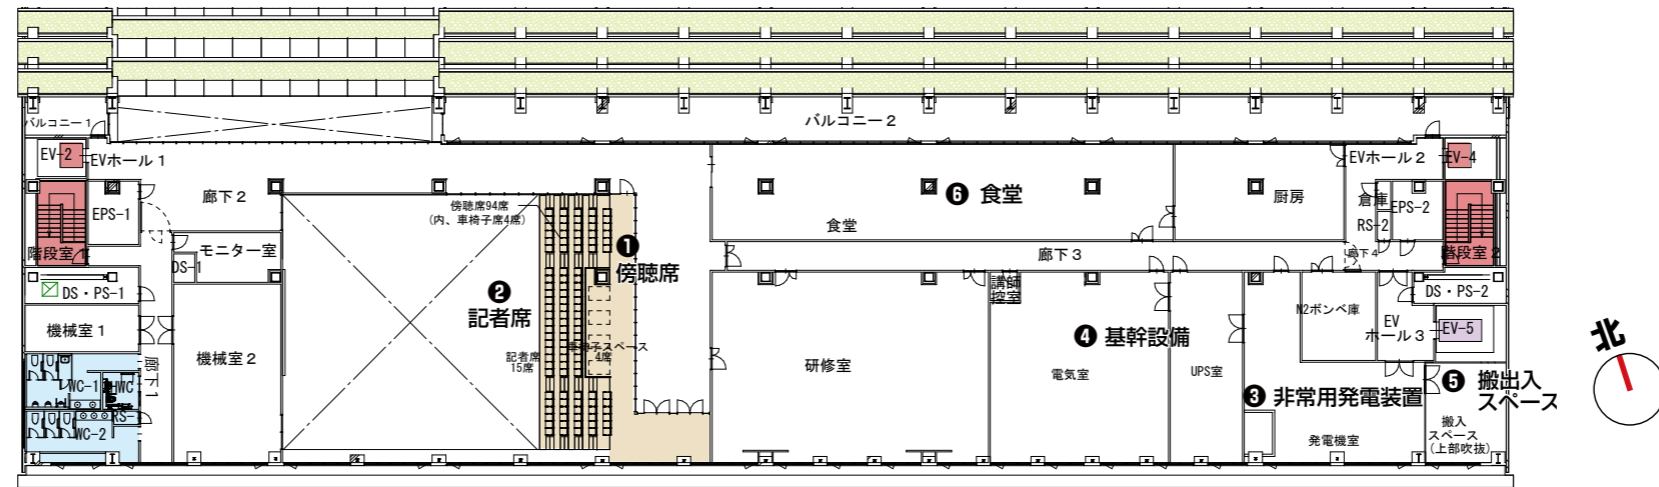 バルコニー1
バルコニー2
EV-2
EVホール1
EVホール2
EV-4
廊下2
傍聴席94席
(内、車椅子席4席)
❻ 食堂
厨房
倉庫
EPS-1
EPS-2
食堂
RS-2
❶
傍聴席
階段室1
モニター室
廊下3
廊下4
階段室2
DS-1
DS・PS-1
❷
記者席
講師
控室
DS・PS-2
N2ボンベ庫
機械室1
EV
ホール3
EV-5
❹ 基幹設備
北
機械室2
記者席
15席
車椅子スペース
4席
研修室
電気室
UPS室
廊下1
WC-1
HWC
❸ 非常用発電装置
❺ 搬出入
スペース
RS-
WC-2
発電機室
搬入
スペース
(上部吹抜)